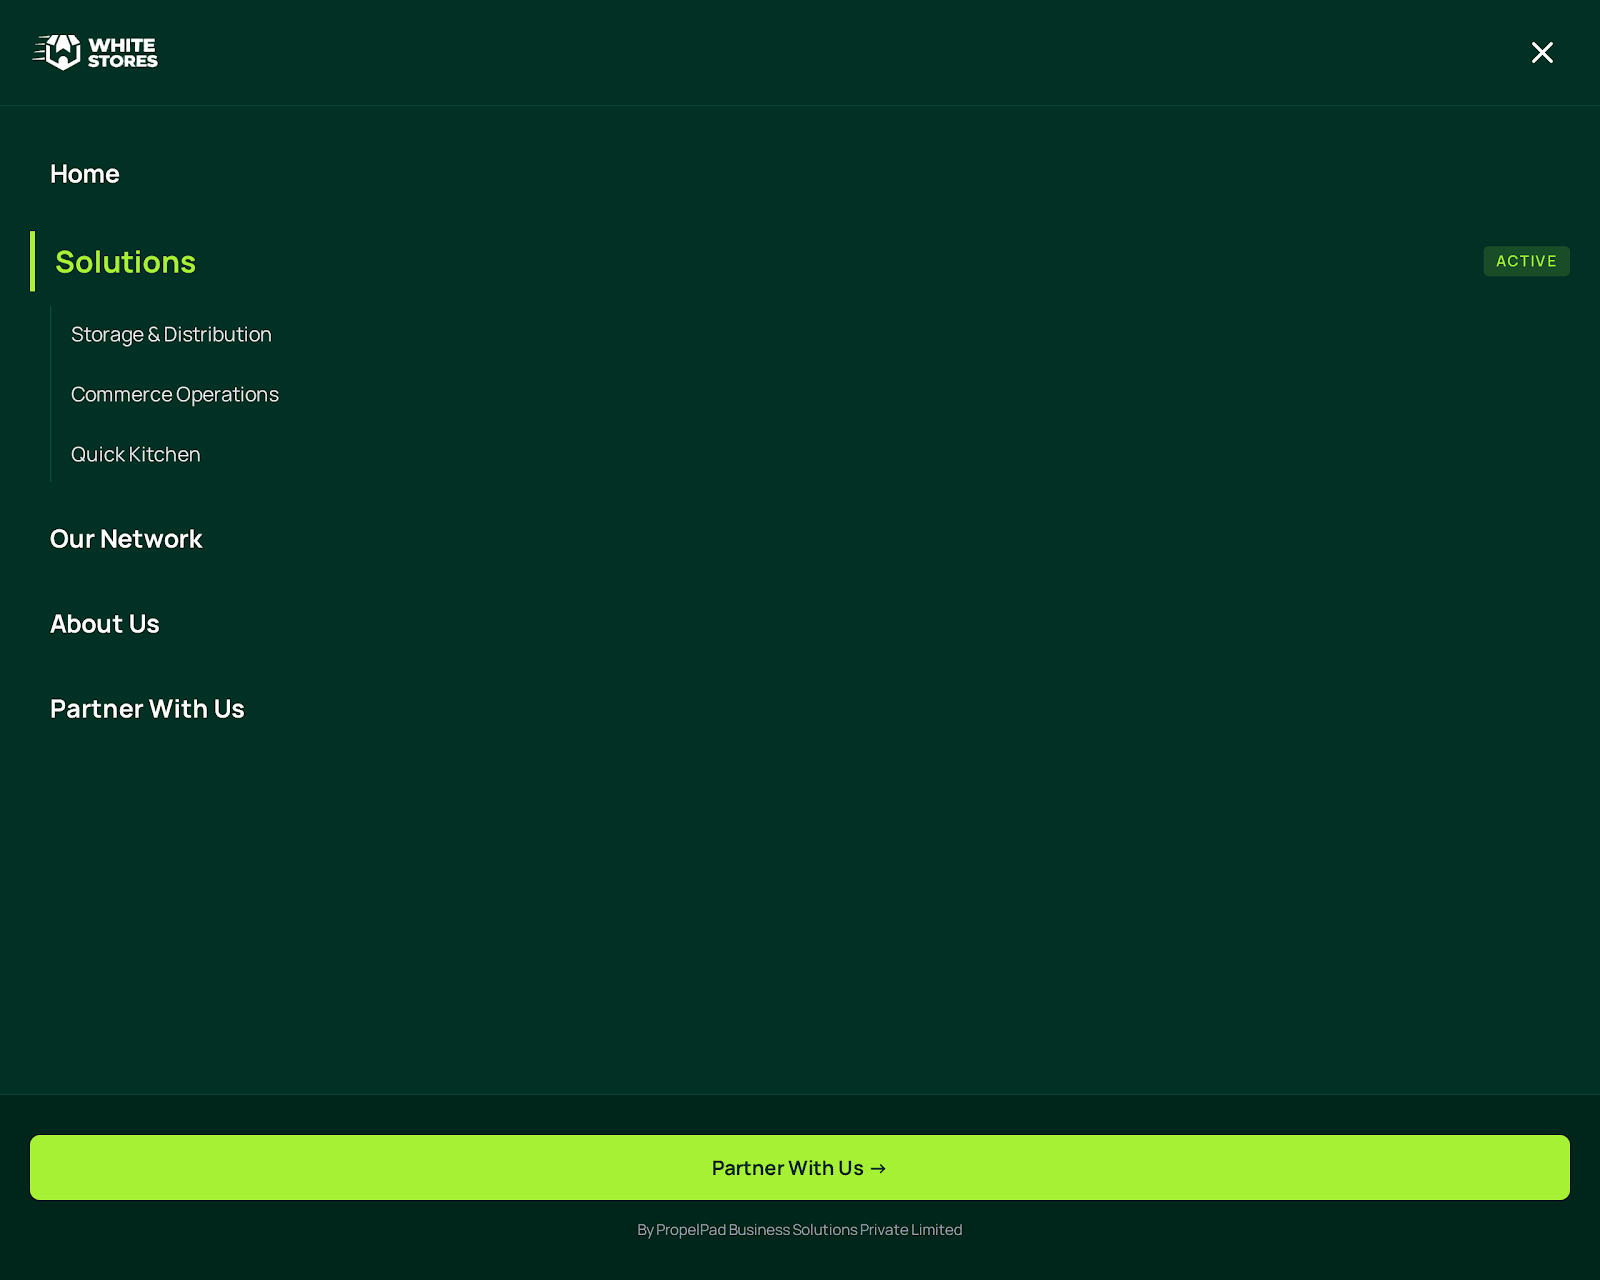 WHITE
STORES
Home
Solutions
ACTIVE
Storage & Distribution
Commerce Operations
Quick Kitchen
Our Network
About Us
Partner With Us
Partner With Us →
By PropelPad Business Solutions Private Limited